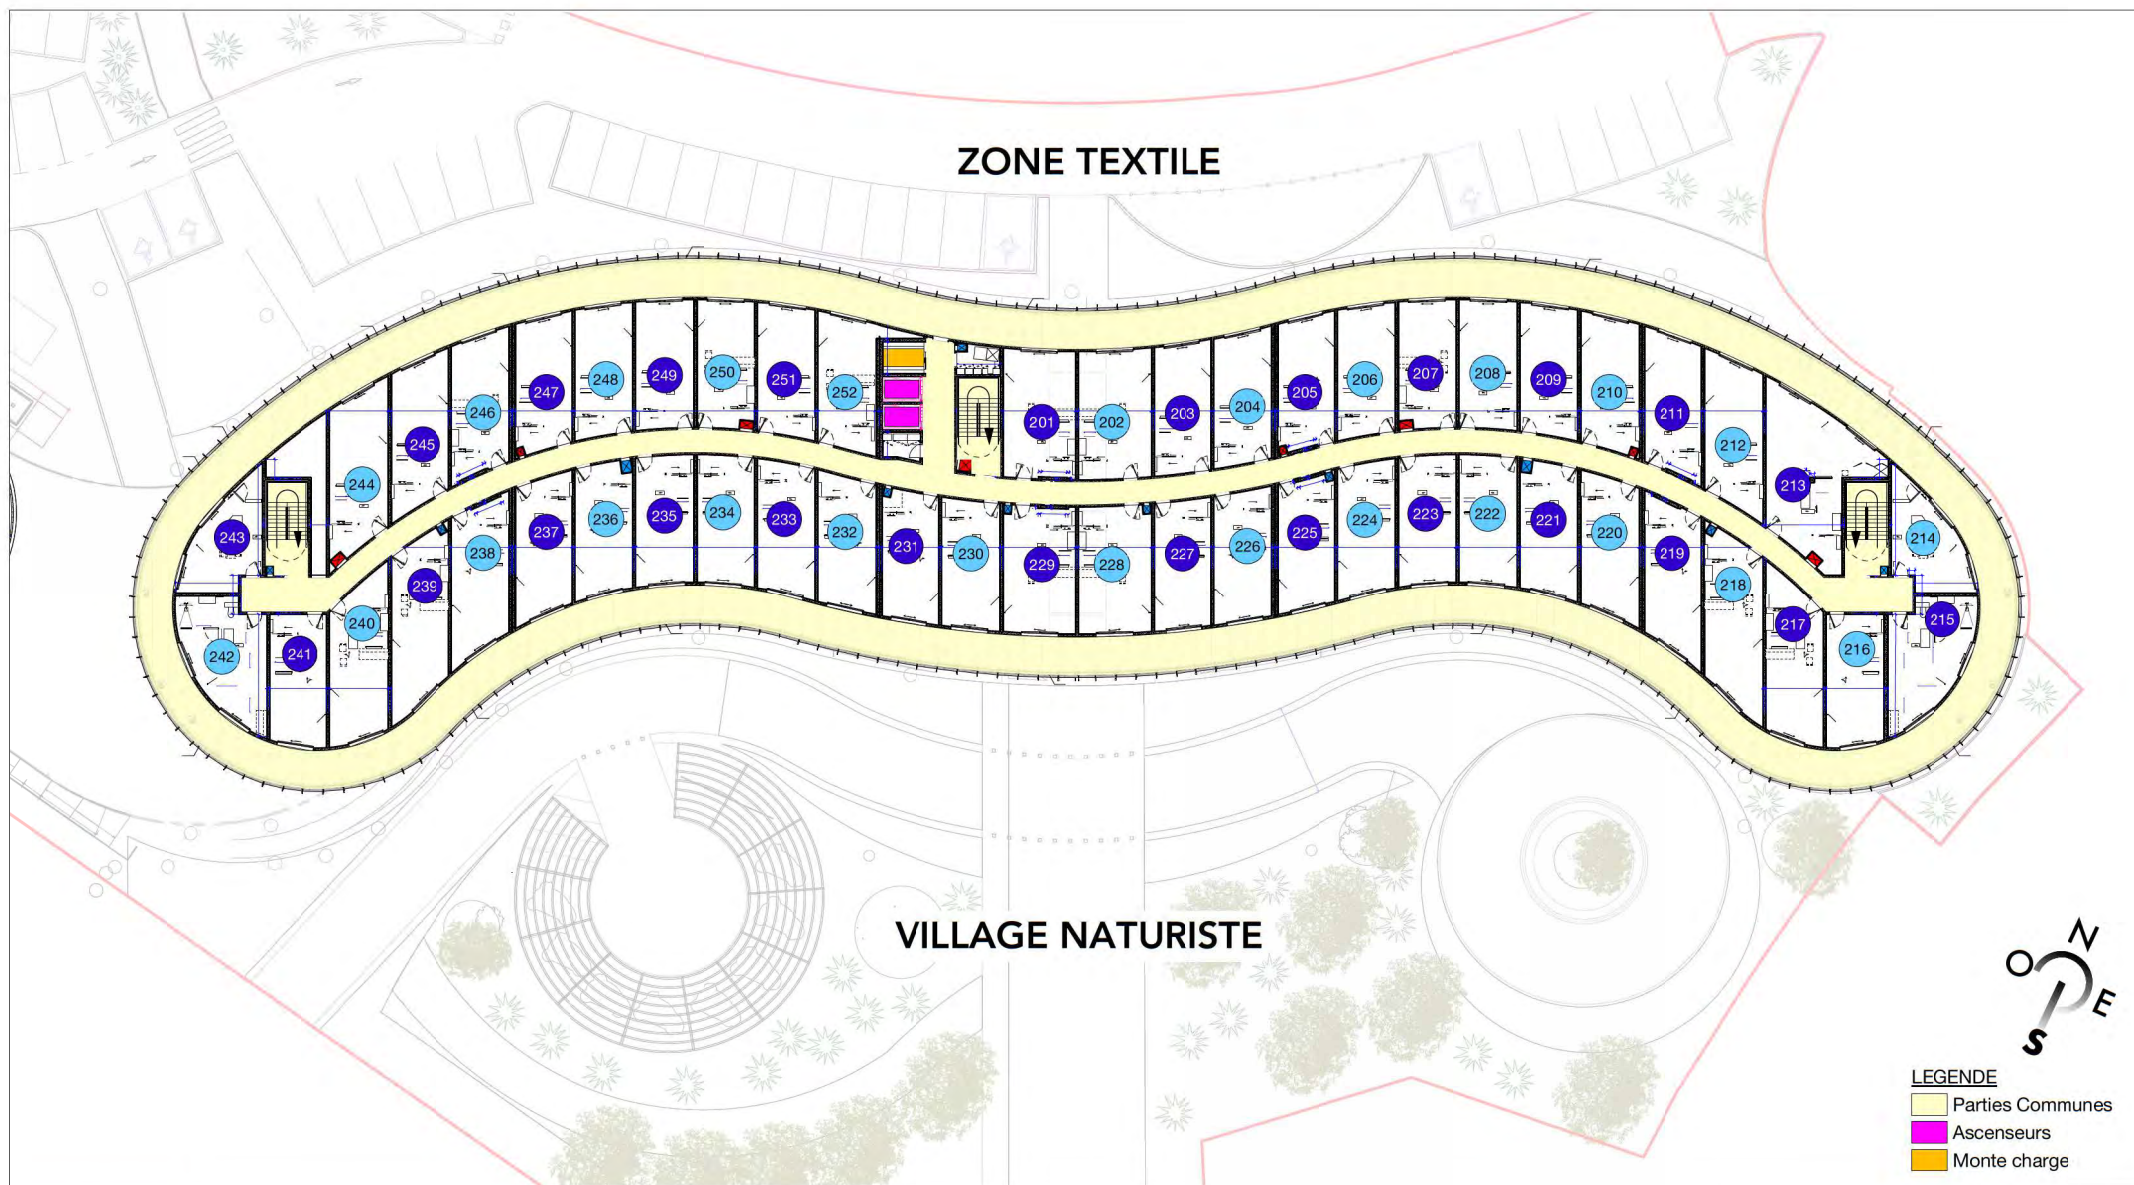 ZONE TEXTILE
247 248 249 250 251 252 205 206 207 208 209 210
245 246 201 202 203 204 211 212
244 213
243 214
237 236 235 234 233 232 225 224 223 222 221 220
239 238 231 230 229 228 227 226 219 218
242 241 240 217 216 215
VILLAGE NATURISTE
N
O
E
S
LEGENDE
Parties Communes
Ascenseurs
Monte charge